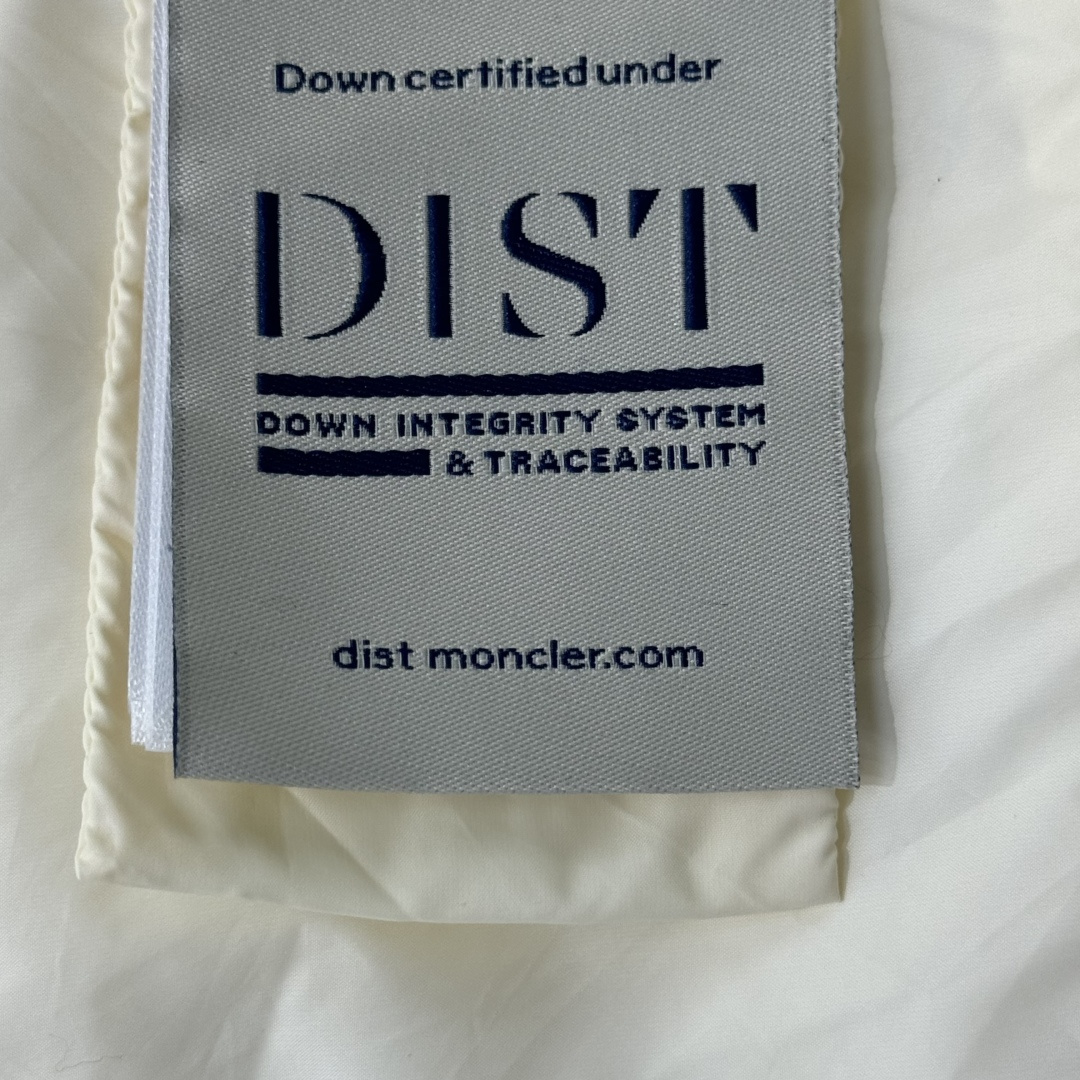 Down certified under
DIST
DOWN INTEGRITY SYSTEM
& TRACEABILITY
dist moncler.com